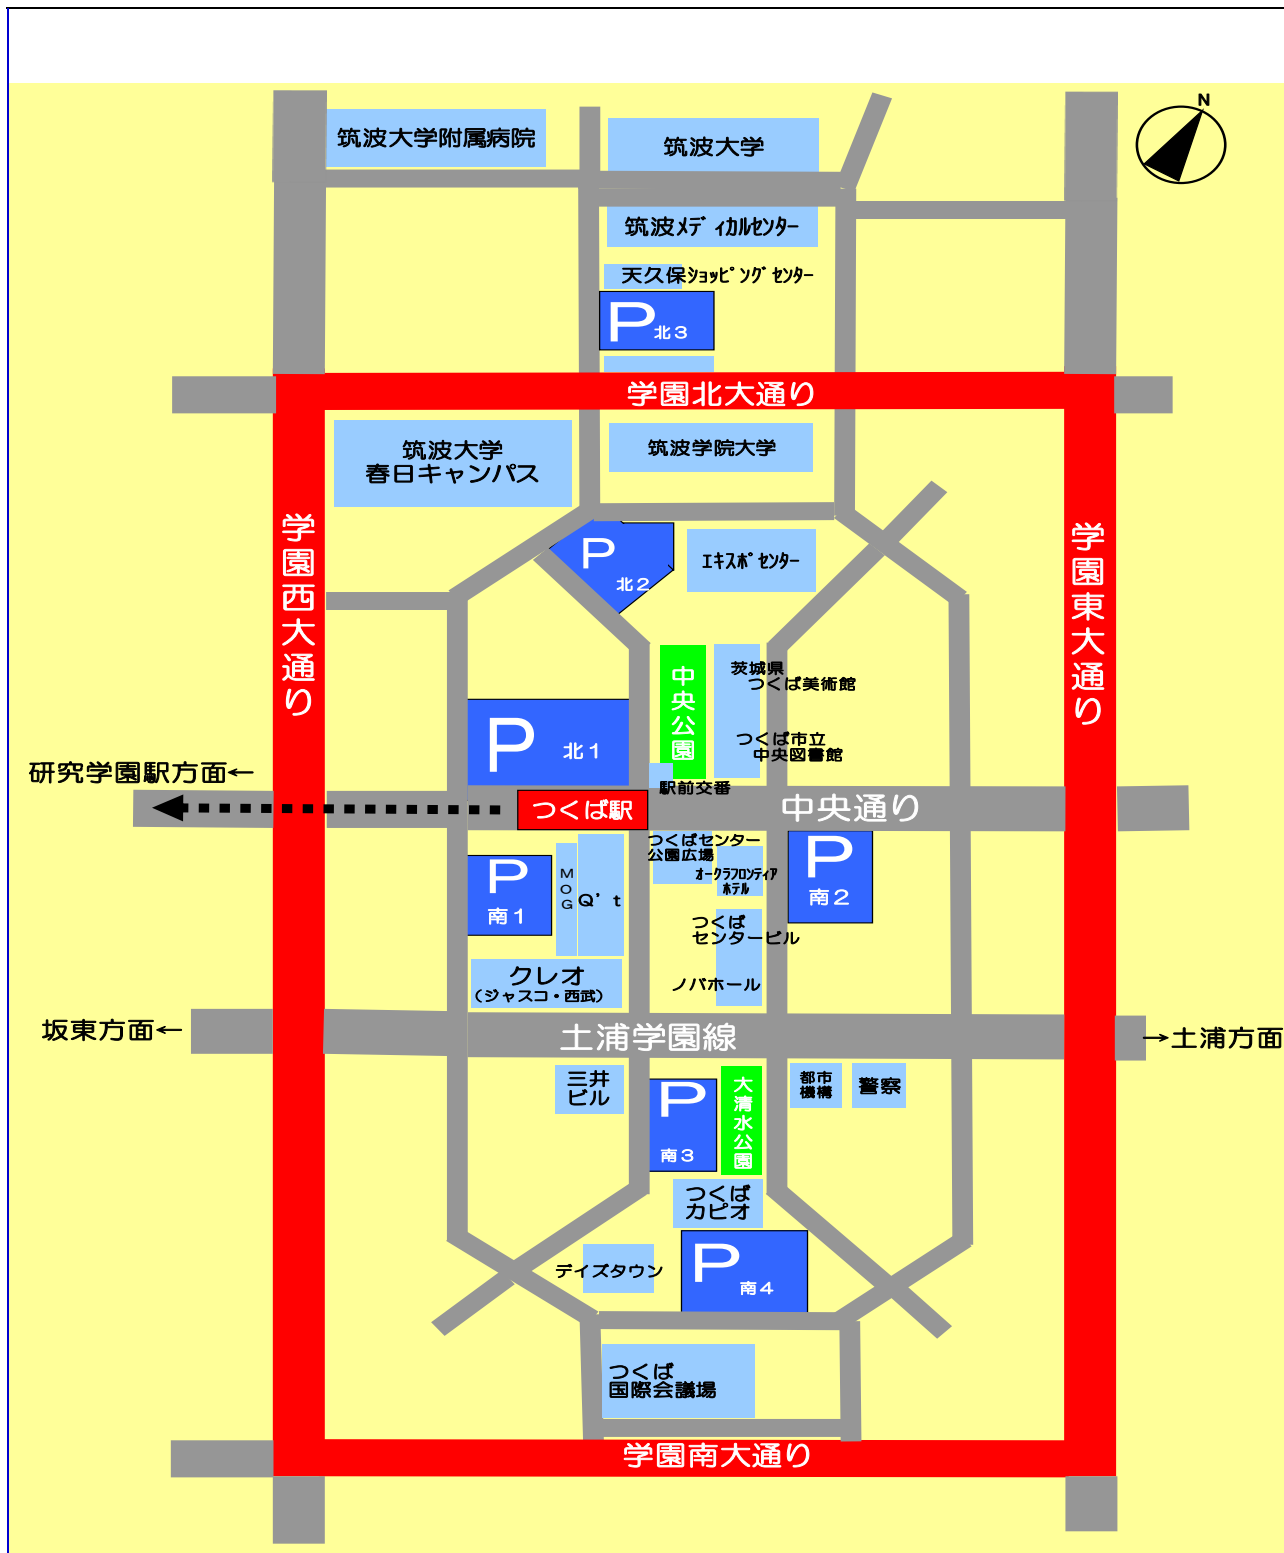 N
筑波大学附属病院
筑波大学
筑波ﾒﾃﾞｨｶﾙｾﾝﾀｰ
天久保ｼｮｯﾋﾟﾝｸﾞｾﾝﾀｰ
P北３
学園北大通り
筑波大学
春日キャンパス
筑波学院大学
学園西大通り
学園東大通り
P
北２
ｴｷｽﾎﾟｾﾝﾀｰ
中央公園
茨城県
つくば美術館
P 北１
つくば市立
中央図書館
研究学園駅方面←
駅前交番
つくば駅
中央通り
つくばセンター
公園広場
P
南１
MOG
Q’t
ｵｰｸﾗﾌﾛﾝﾃｨｱ
ﾎﾃﾙ
P
南２
つくば
センタービル
クレオ
（ジャスコ・西武）
ノバホール
坂東方面←
土浦学園線
→土浦方面
三井
ビル
P
南３
大清水公園
都市
機構
警察
つくば
カピオ
デイズタウン
P
南４
つくば
国際会議場
学園南大通り